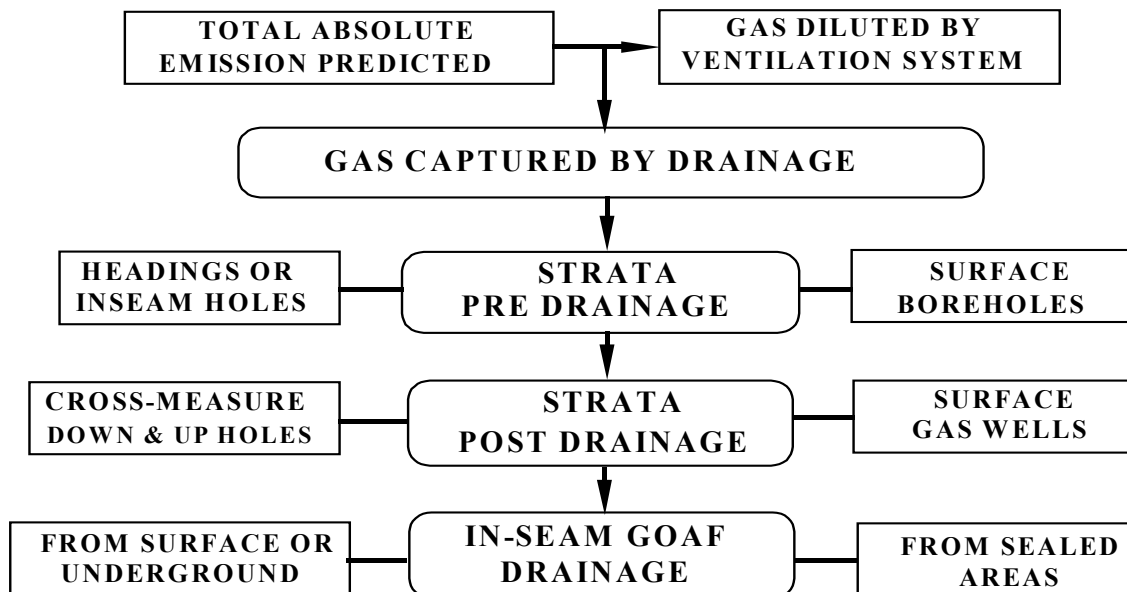 TOTAL ABSOLUTE
EMISSION PREDICTED
GAS DILUTED BY
VENTILATION SYSTEM
GAS CAPTURED BY DRAINAGE
HEADINGS OR
INSEAM HOLES
STRATA
PRE DRAINAGE
SURFACE
BOREHOLES
CROSS-MEASURE
DOWN & UP HOLES
STRATA
POST DRAINAGE
SURFACE
GAS WELLS
FROM SURFACE OR
UNDERGROUND
IN-SEAM GOAF
DRAINAGE
FROM SEALED
AREAS